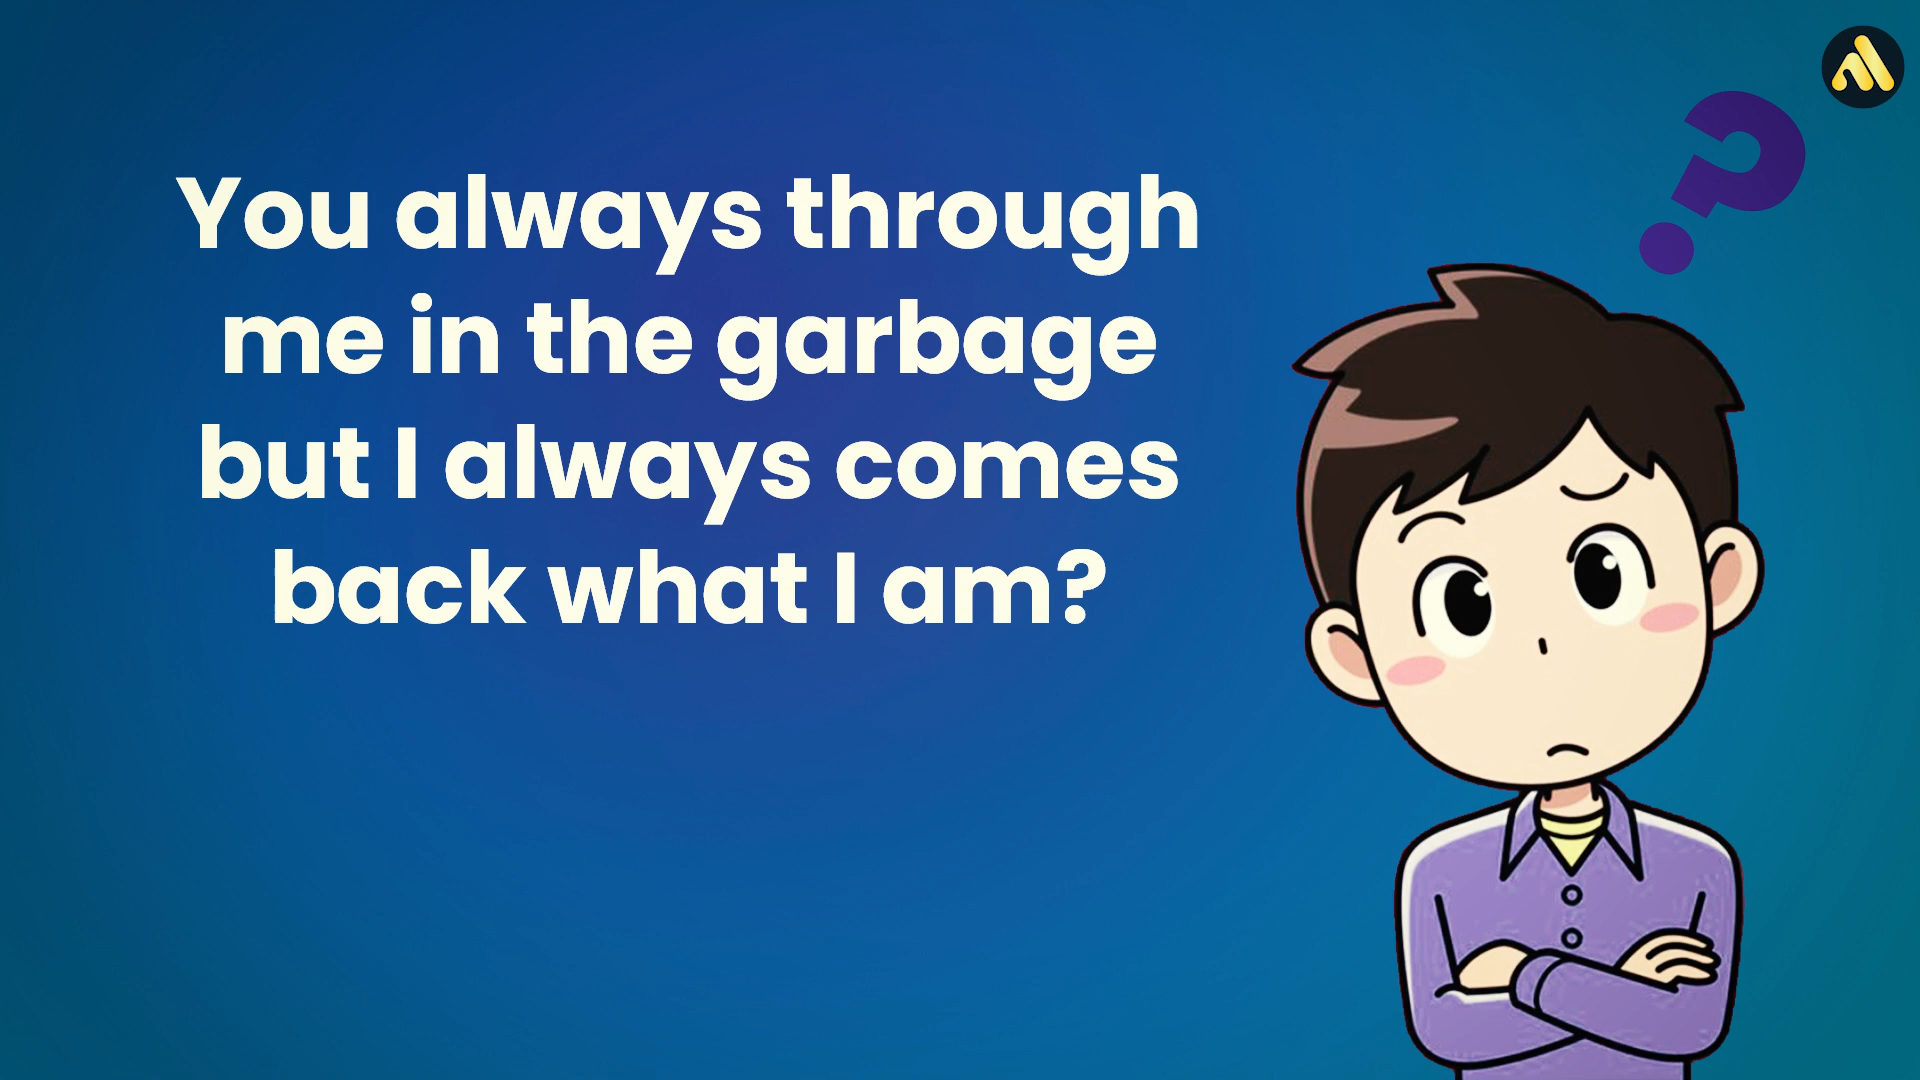 You always through
me in the garbage
but I always comes
back what I am?
?